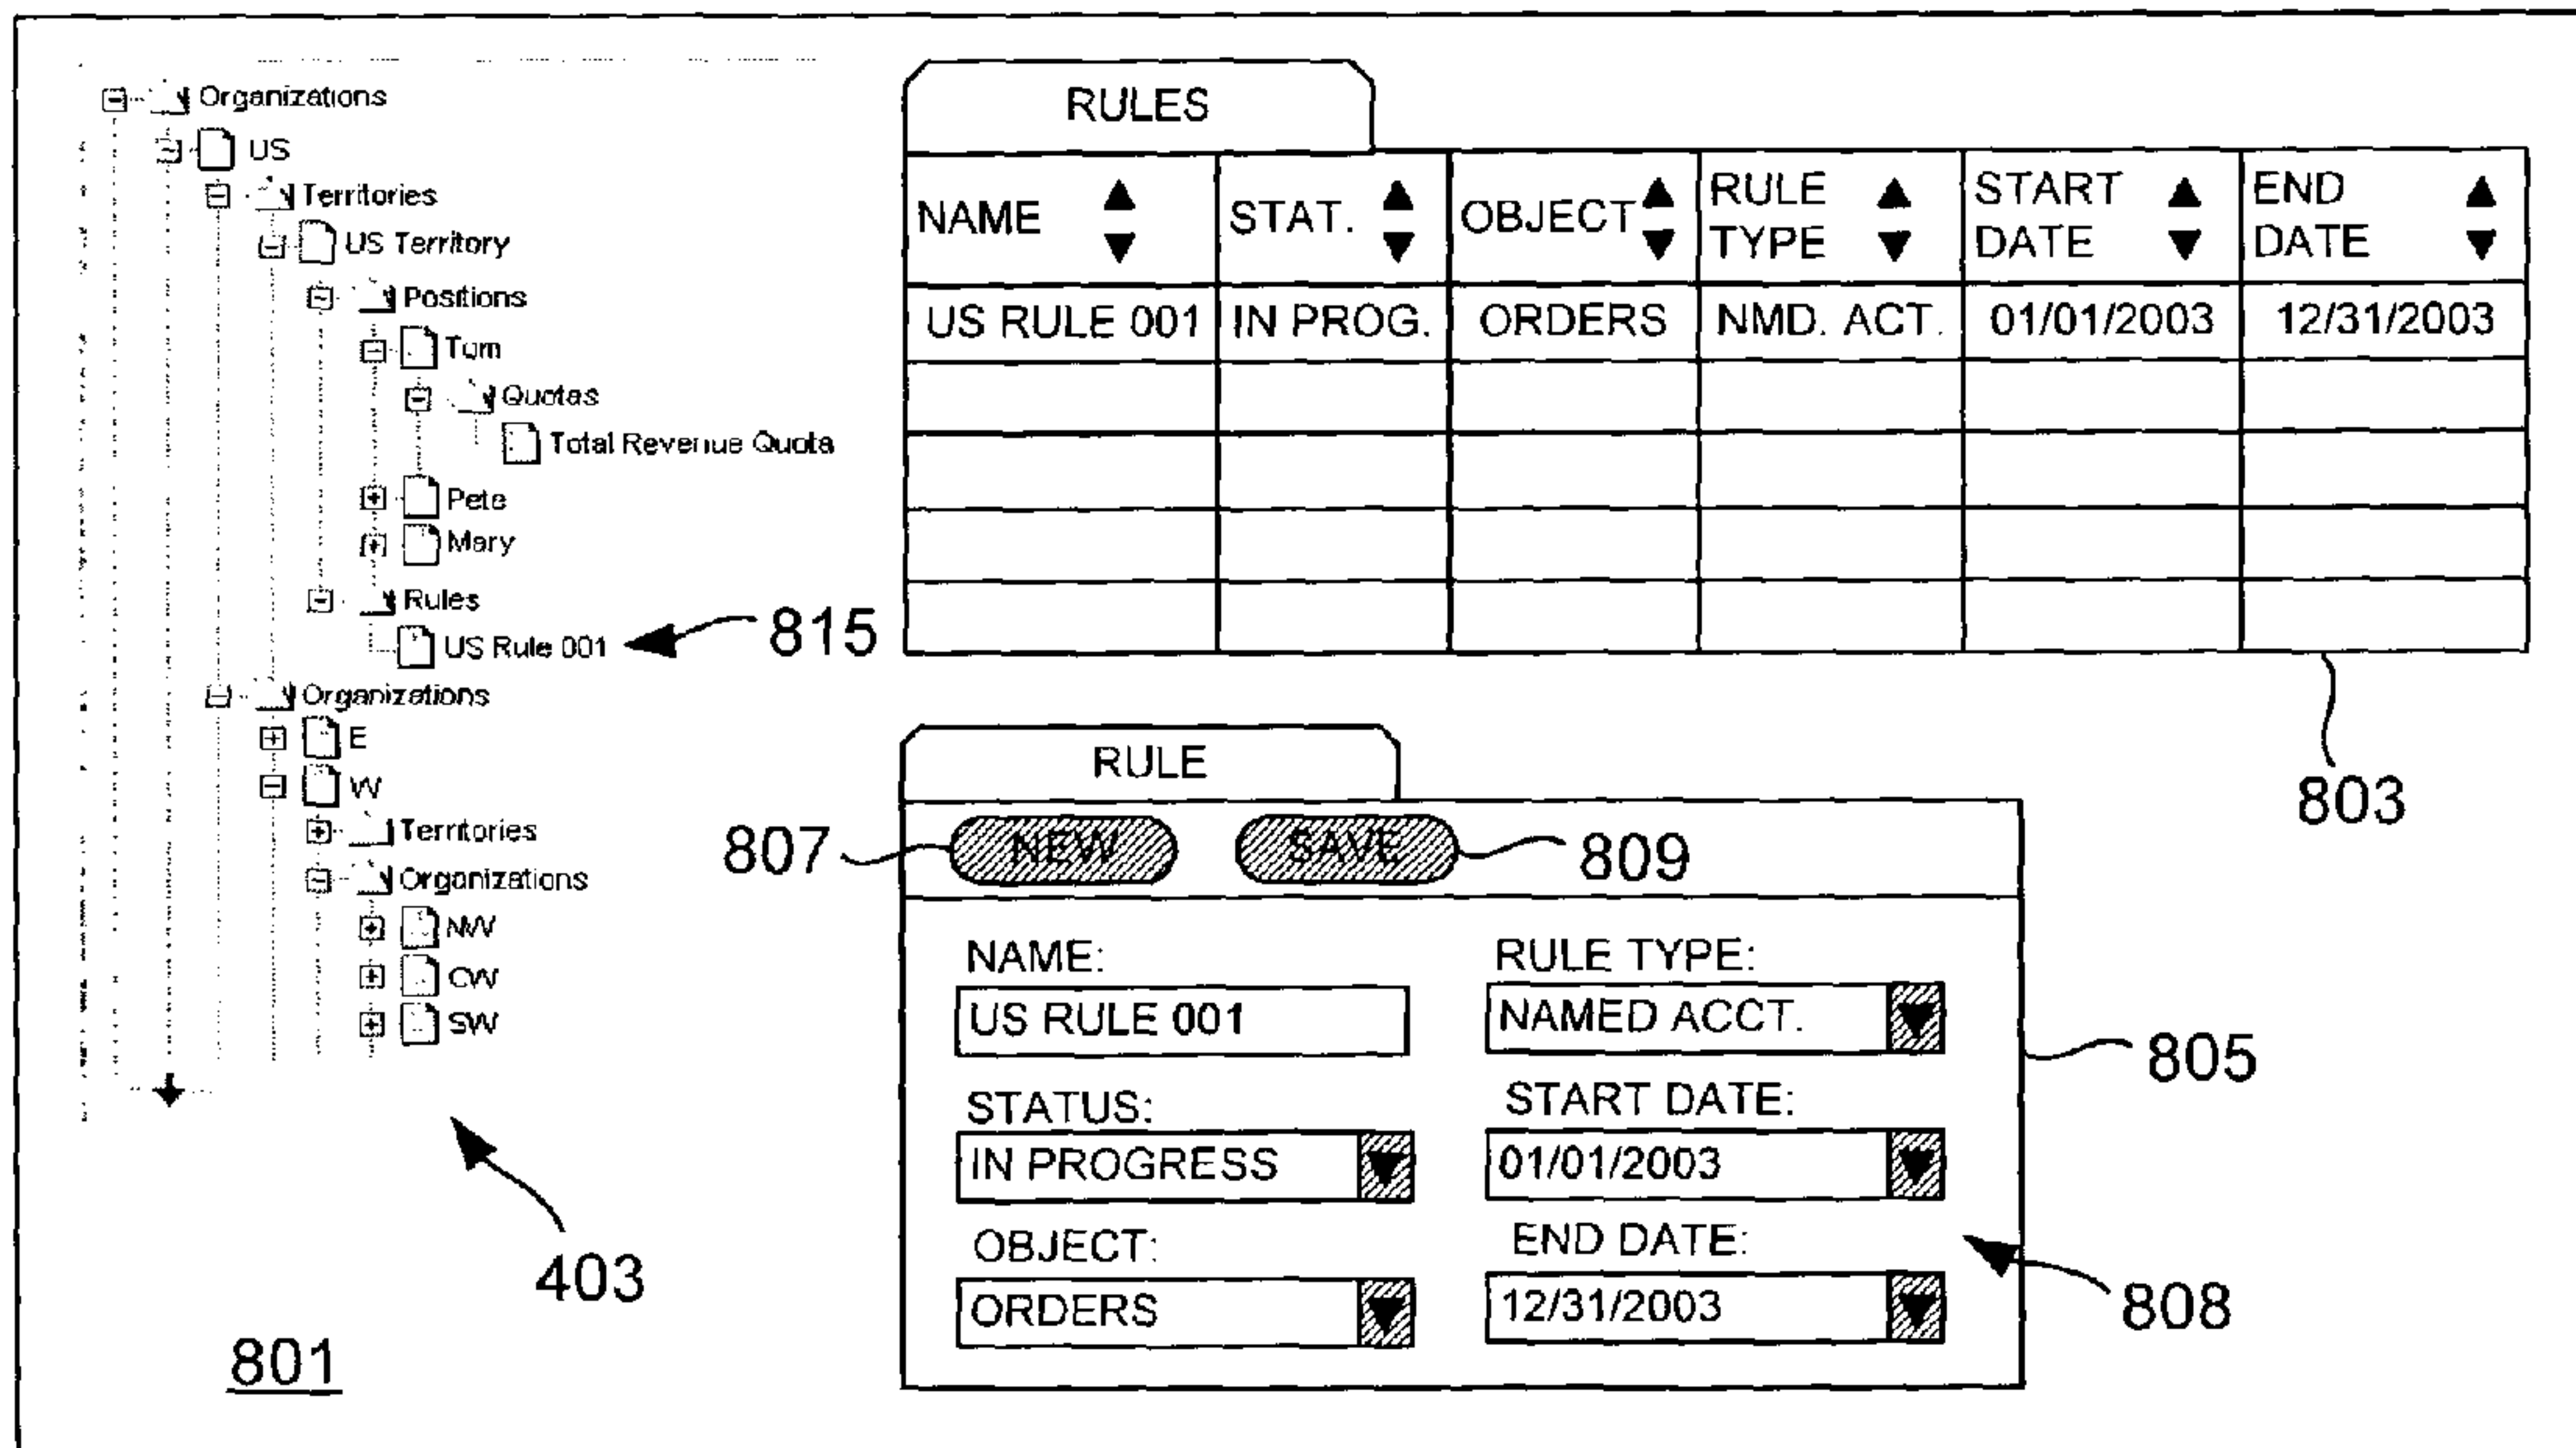 Organizations
US
Territories
US Territory
Positions
Tom
Quotas
Total Revenue Quota
Pete
Mary
Rules
US Rule 001
815
Organizations
E
W
Territories
Organizations
NW
CW
SW
403
801
RULES
NAME STAT. OBJECT RULE TYPE START DATE END DATE
US RULE 001 IN PROG. ORDERS NMD. ACT. 01/01/2003 12/31/2003
803
RULE
807 NEW SAVE 809
NAME: RULE TYPE:
US RULE 001 NAMED ACCT.
805
STATUS: START DATE:
IN PROGRESS 01/01/2003
OBJECT: END DATE:
ORDERS 12/31/2003
808